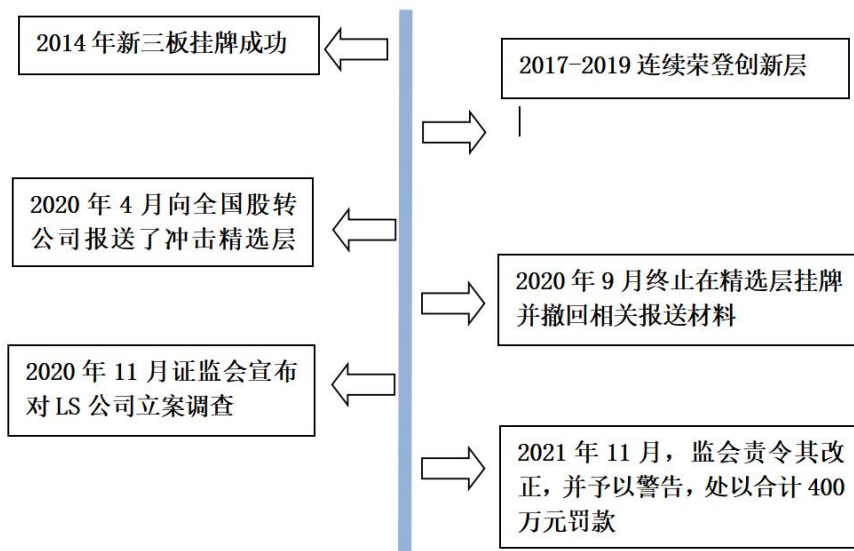 2014 年新三板挂牌成功
2017-2019 连续荣登创新层
2020 年 4 月向全国股转
公司报送了冲击精选层
2020 年 9 月终止在精选层挂牌
并撤回相关报送材料
2020 年 11 月证监会宣布
对 LS 公司立案调查
2021 年 11 月，监会责令其改
正，并予以警告，处以合计 400
万元罚款